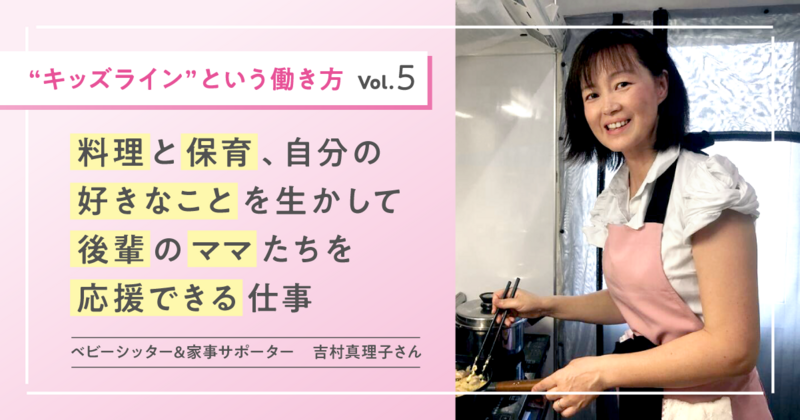 “キッズライン”という働き方 Vol.5
料理と保育、自分の
好きなことを生かして
後輩のママたちを
応援できる仕事
ベビーシッター&家事サポーター　吉村真理子さん